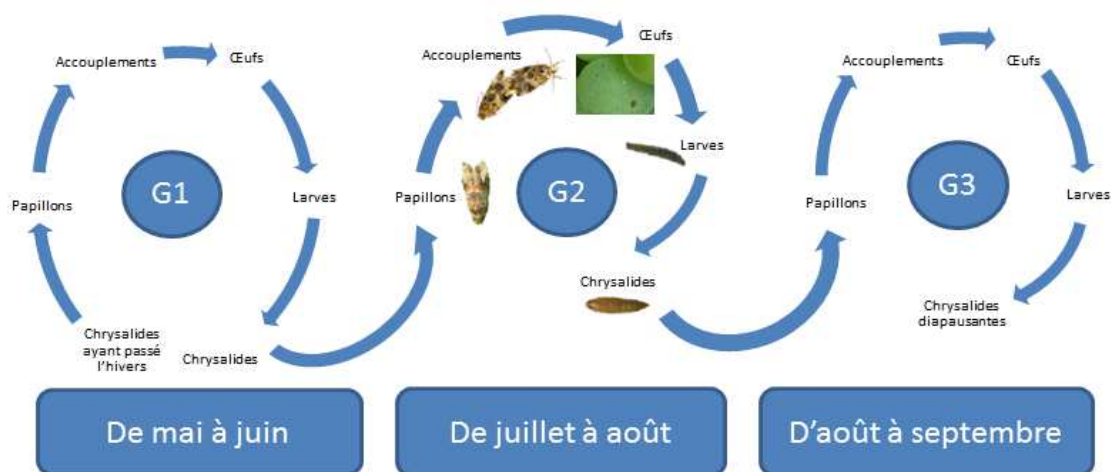 Accouplements
Œufs
G1
Papillons
Larves
Chrysalides
ayant passé
l'hivers
Chrysalides
De mai à juin
Accouplements
Œufs
Larves
G2
Papillons
Chrysalides
De juillet à août
Accouplements
Œufs
G3
Papillons
Larves
Chrysalides
diapausantes
D'août à septembre